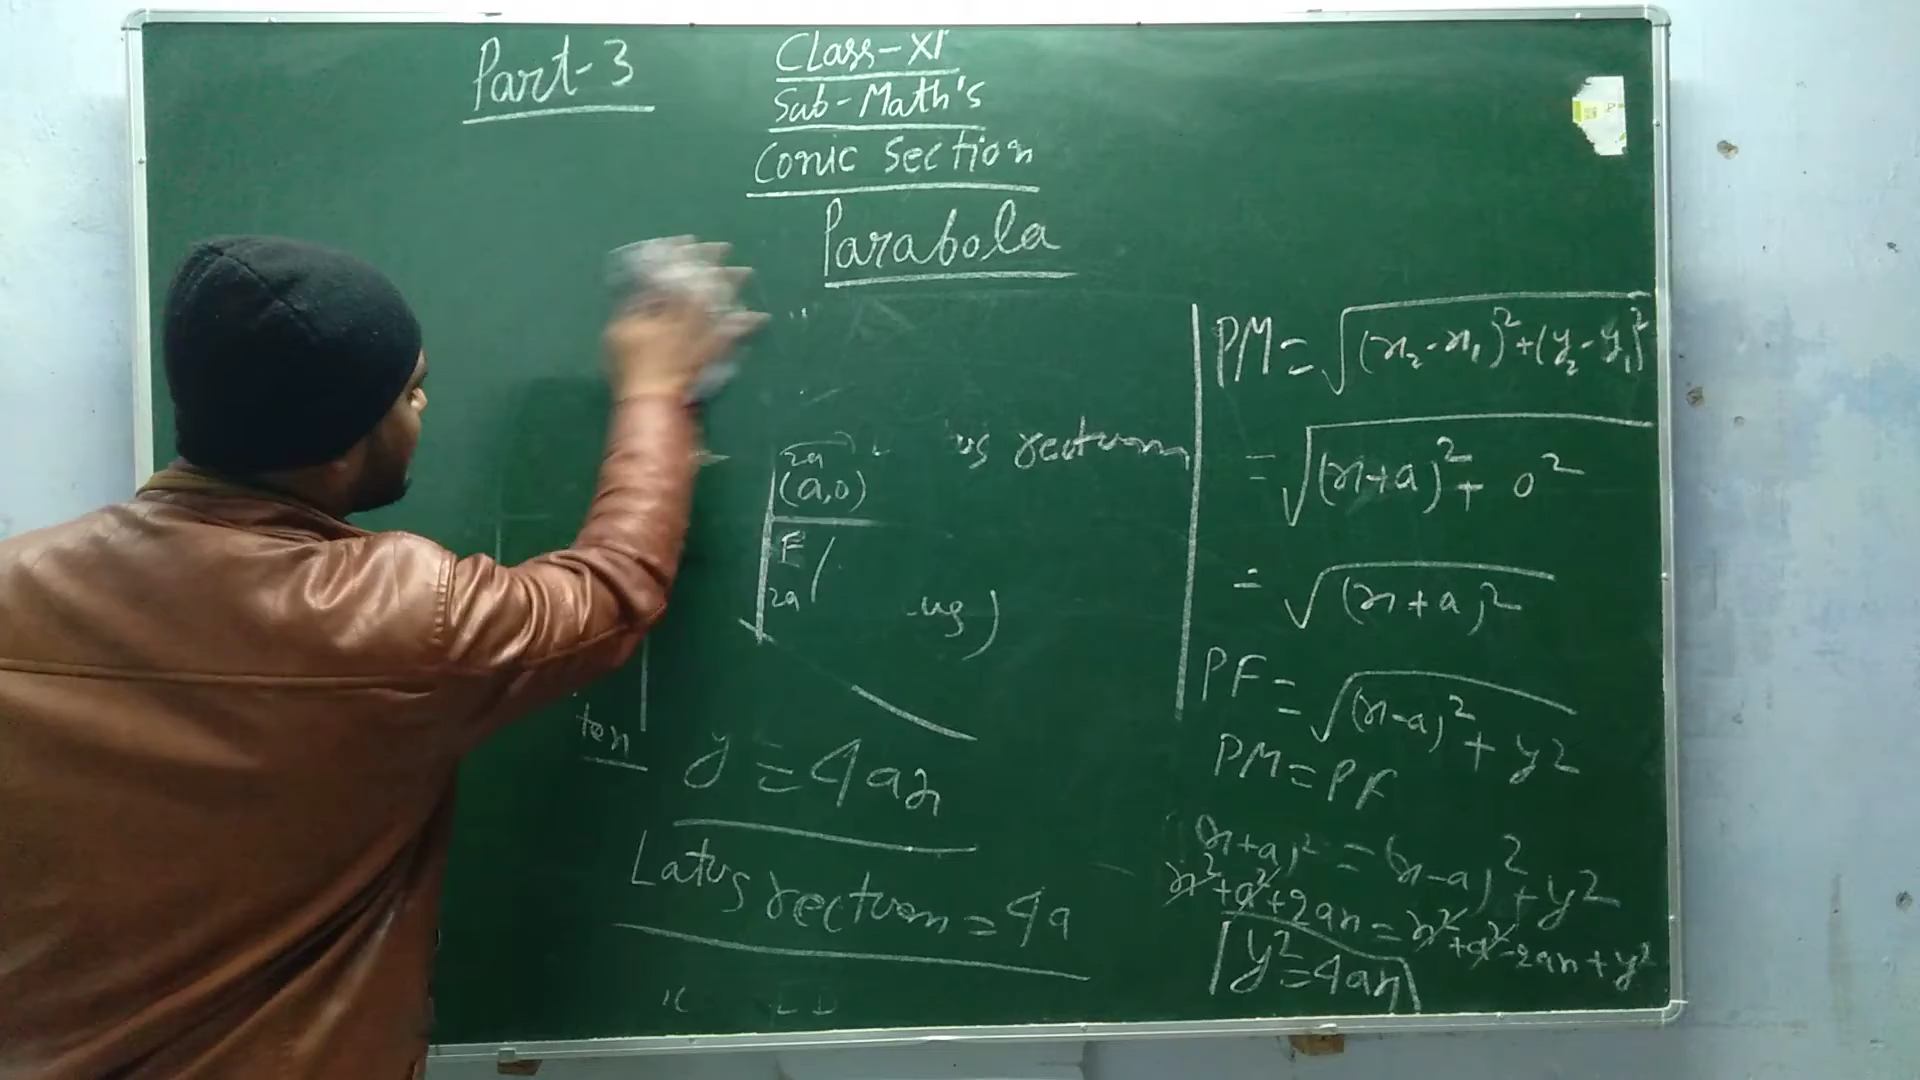 Part-3
Class-XI
Sub-Math's
Conic Section
Parabola
2a
(a,0)
us rectum
F
2a
us)
y=4ax
Latus rectum = 4a
PM = √(x₂-x₁)²+(y₂-y₁)²
= √(x+a)²+0²
= √(x+a)²
PF = √(x-a)²+y²
PM=PF
(x+a)² = (x-a)²+y²
x²+a²+2ax = x²+a²-2ax+y²
y²=4ax